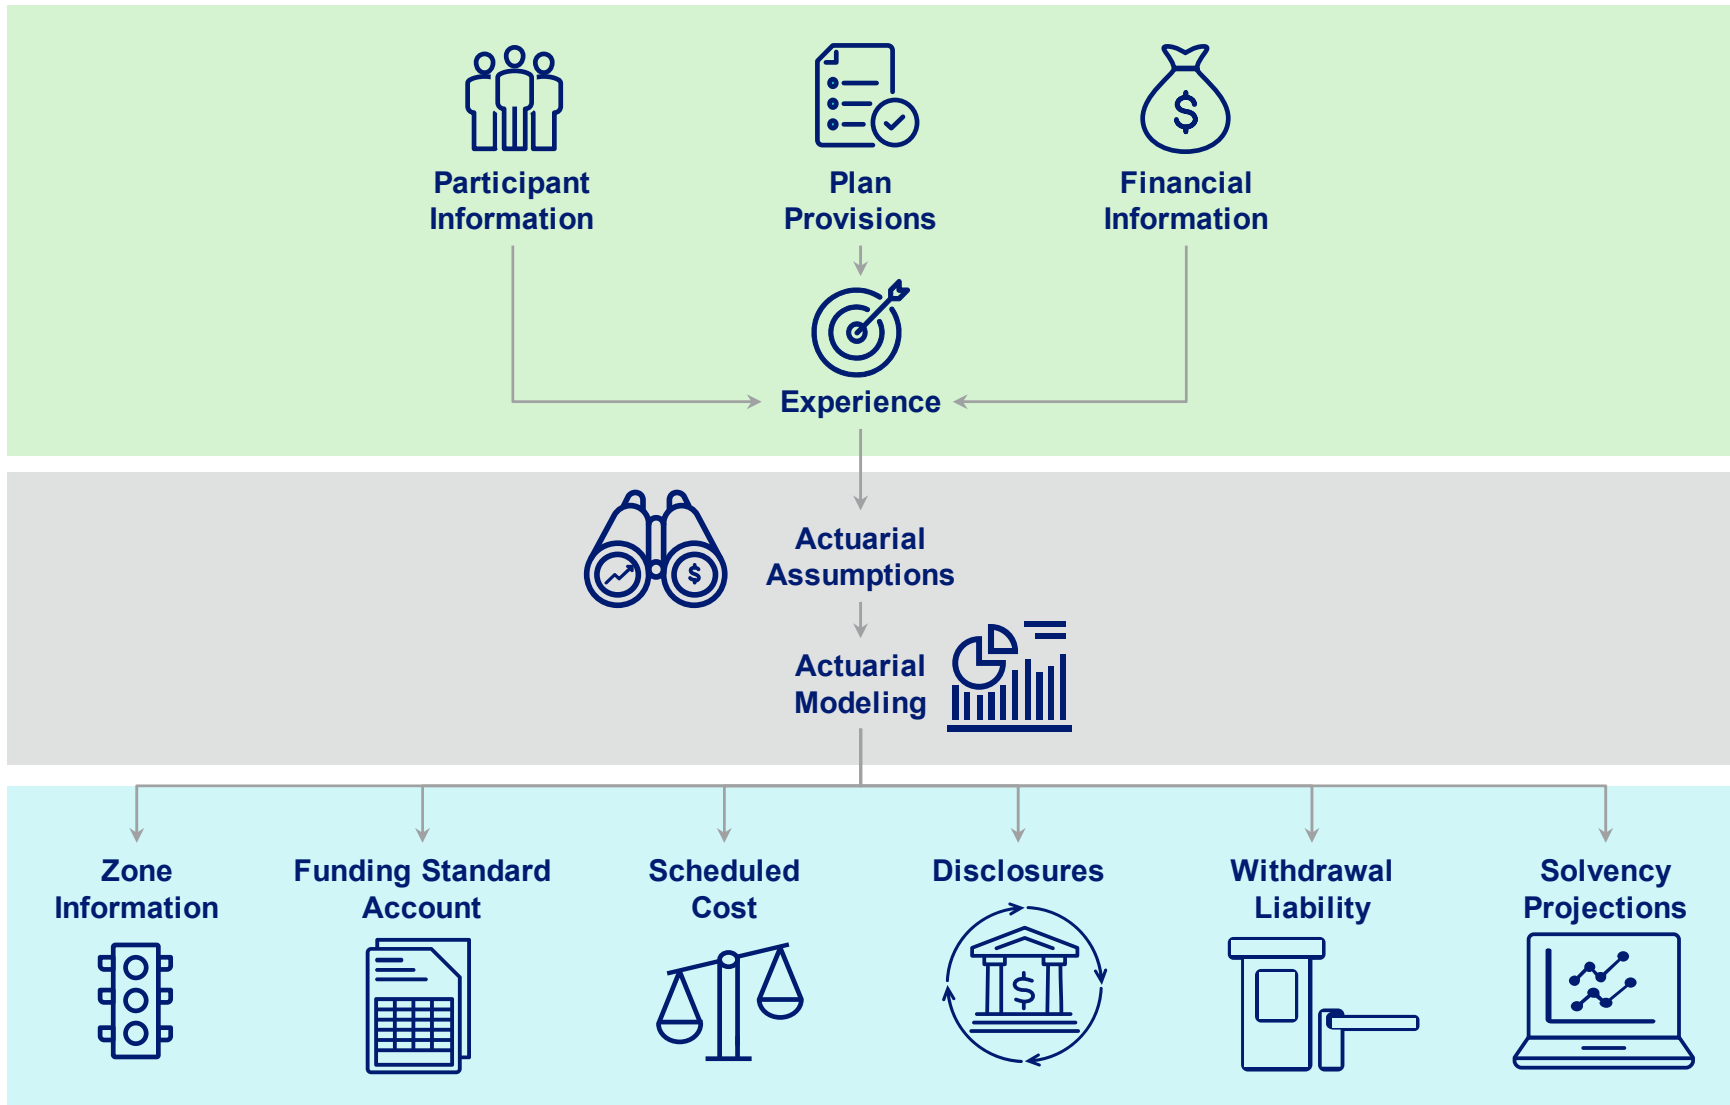 $
Participant
Information
Plan
Provisions
Financial
Information
Experience
$
Actuarial
Assumptions
Actuarial
Modeling
Zone
Information
Funding Standard
Account
Scheduled
Cost
Disclosures
Withdrawal
Liability
Solvency
Projections
$